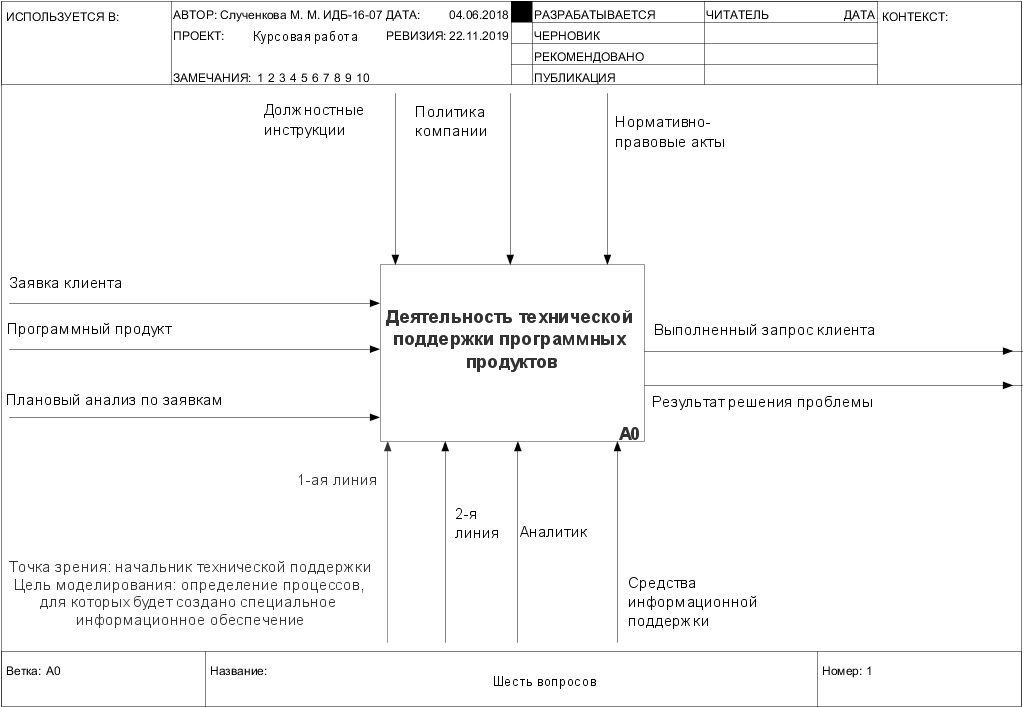 ИСПОЛЬЗУЕТСЯ В:
АВТОР: Слученкова М. М. ИДБ-16-07 ДАТА: 04.06.2018
ПРОЕКТ: Курсовая работа РЕВИЗИЯ: 22.11.2019
ЗАМЕЧАНИЯ: 1 2 3 4 5 6 7 8 9 10
РАЗРАБАТЫВАЕТСЯ
ЧЕРНОВИК
РЕКОМЕНДОВАНО
ПУБЛИКАЦИЯ
ЧИТАТЕЛЬ ДАТА
КОНТЕКСТ:
Должностные
инструкции
Политика
компании
Нормативно-
правовые акты
Заявка клиента
Программный продукт
Плановый анализ по заявкам
Деятельность технической
поддержки программных
продуктов
A0
Выполненный запрос клиента
Результат решения проблемы
1-ая линия
2-я
линия
Аналитик
Средства
информационной
поддержки
Точка зрения: начальник технической поддержки
Цель моделирования: определение процессов,
для которых будет создано специальное
информационное обеспечение
Ветка: A0
Название:
Шесть вопросов
Номер: 1